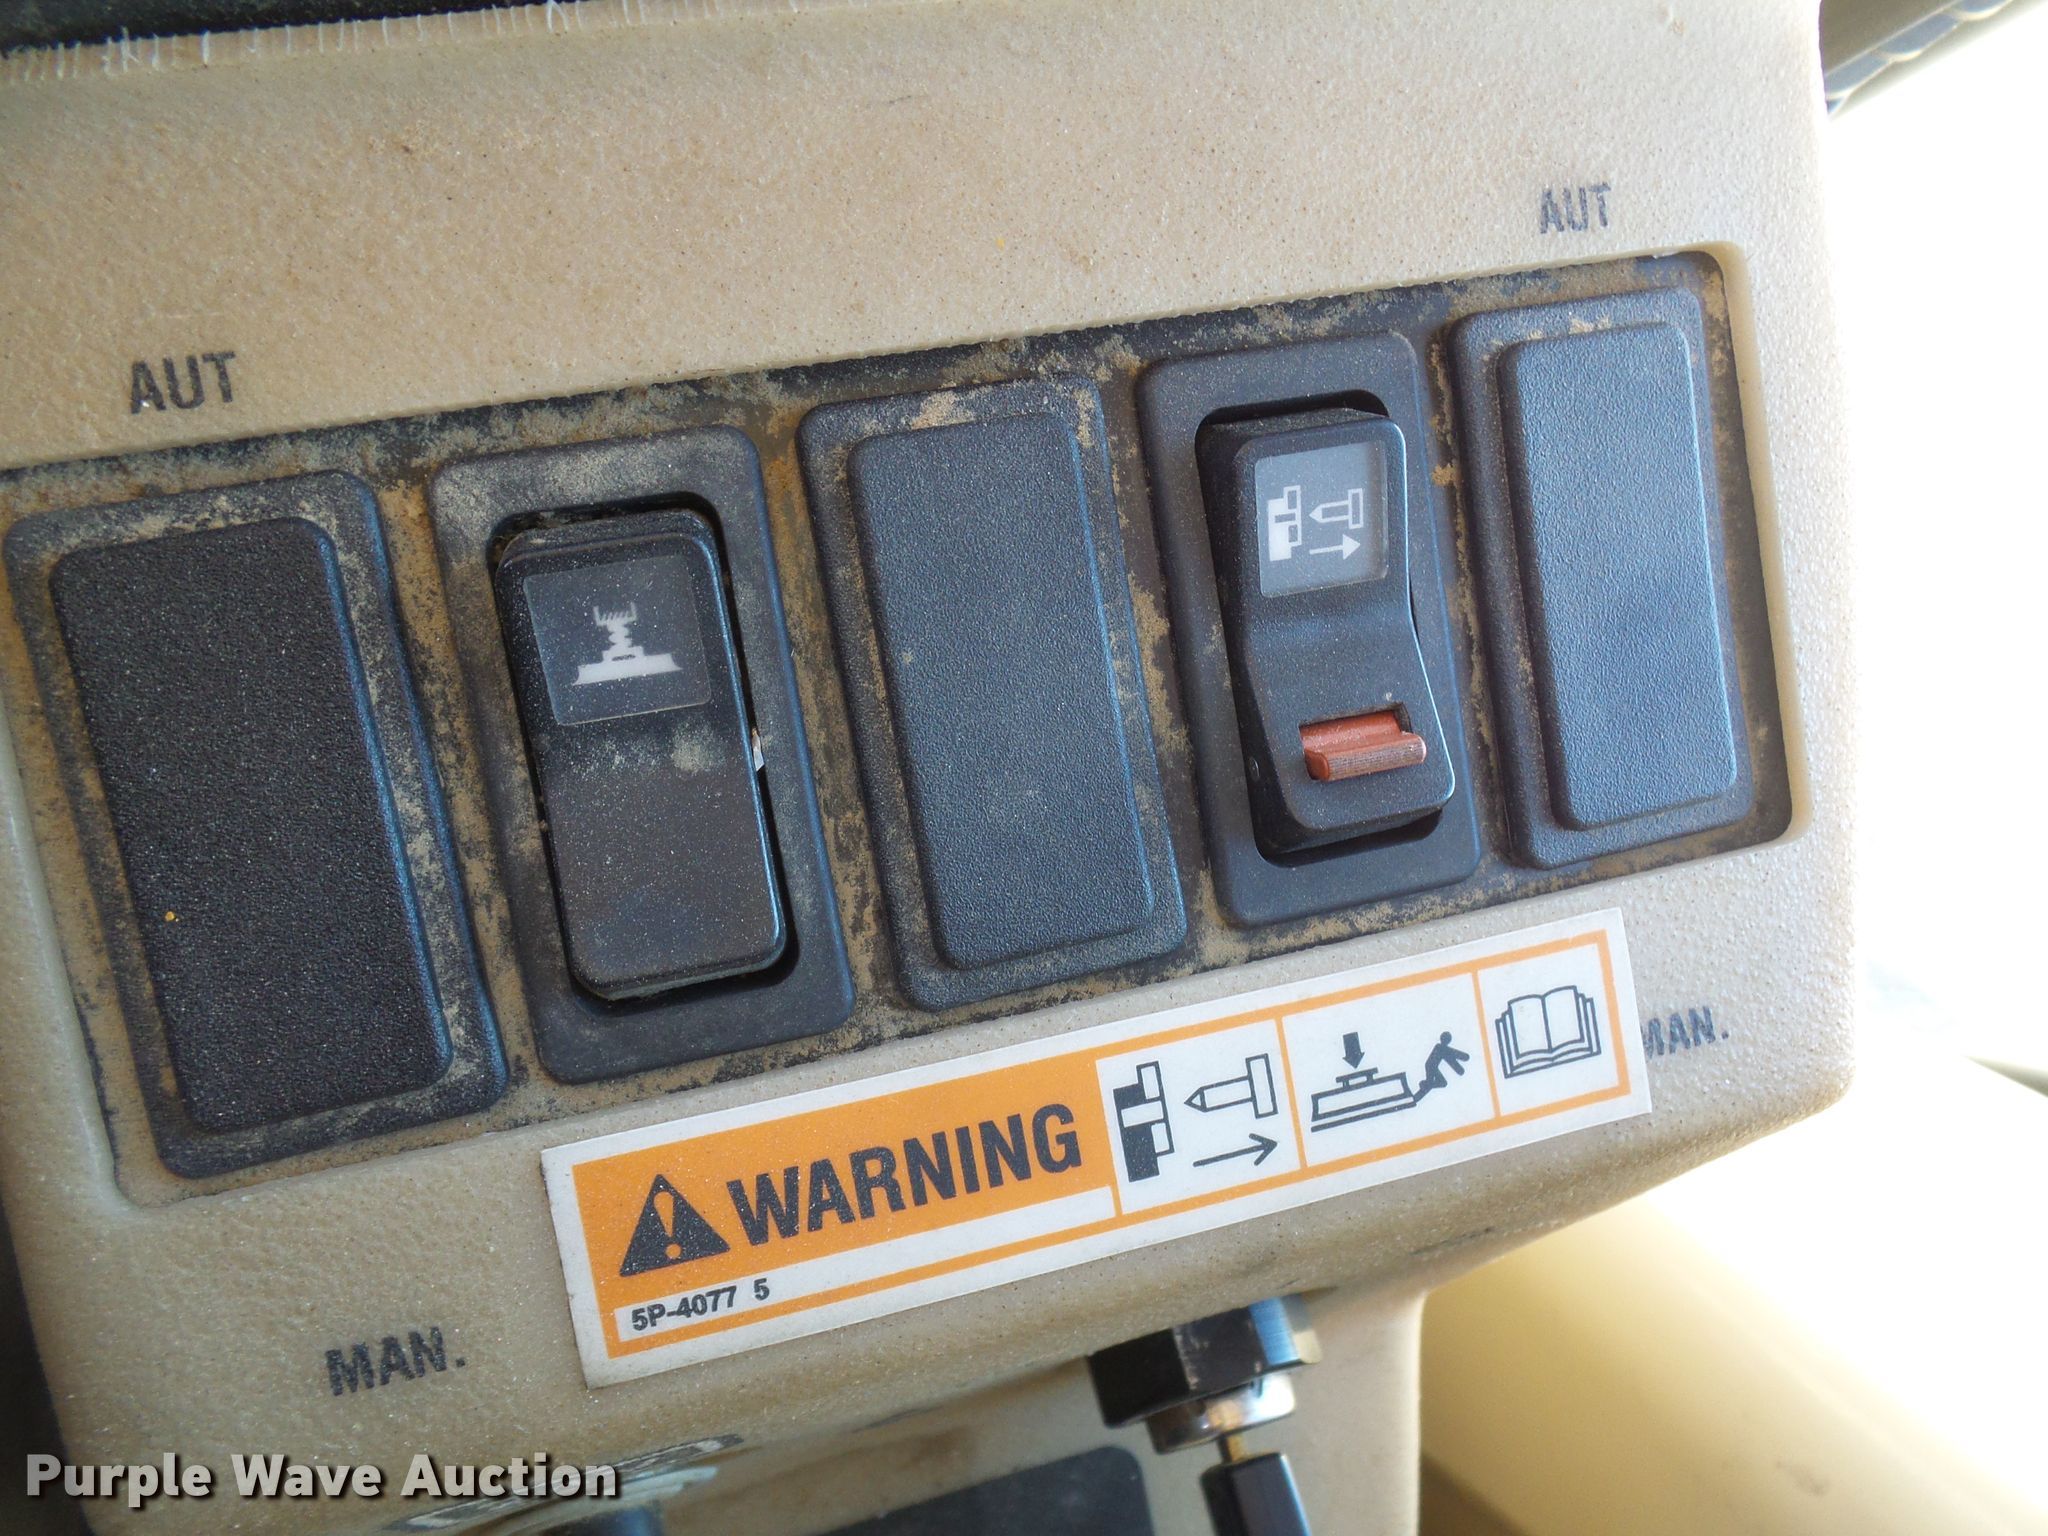 AUT
AUT
MAN.
WARNING
5P-4077 5
MAN.
Purple Wave Auction